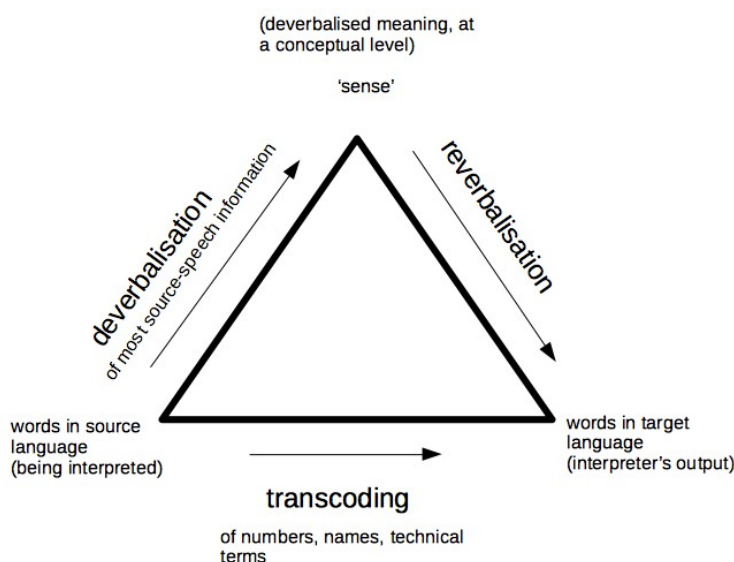 (deverbalised meaning, at
a conceptual level)
'sense'
deverbalisation
of most source-speech information
reverbalisation
words in source
language
(being interpreted)
words in target
language
(interpreter's output)
transcoding
of numbers, names, technical
terms